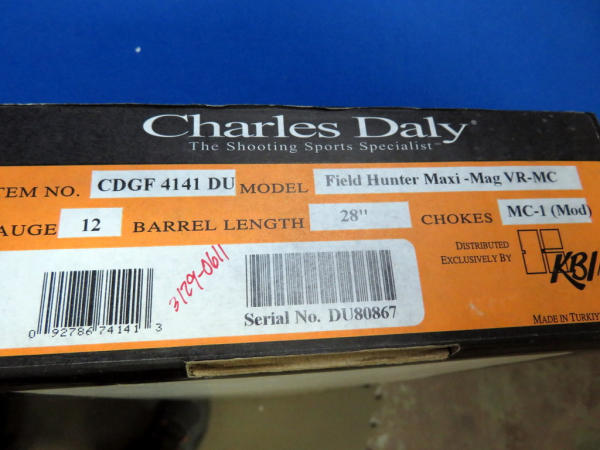 Charles Daly®
The Shooting Sports Specialist™
TEM NO. CDGF 4141 DU MODEL Field Hunter Maxi -Mag VR-MC
AUGE 12 BARREL LENGTH 28" CHOKES MC-1 (Mod)
DISTRIBUTED
EXCLUSIVELY BY KBI
3129-0611
0 92786 74141 3
Serial No. DU80867
MADE IN TURKIY